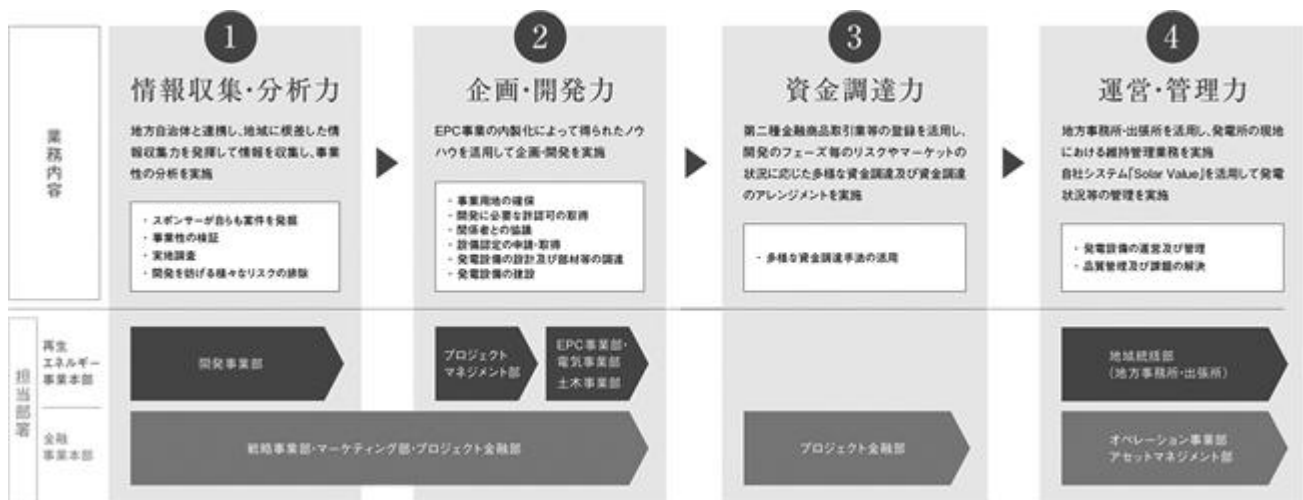 業務内容
1
情報収集・分析力
地方自治体と連携し、地域に根差した情
報収集力を発揮して情報を収集し、事業
性の分析を実施
・スポンサーが自らも案件を発掘
・事業性の検証
・実地調査
・開発を妨げる様々なリスクの排除
2
企画・開発力
EPC事業の内製化によって得られたノウ
ハウを活用して企画・開発を実施
・事業用地の確保
・開発に必要な許認可の取得
・関係者との協議
・設備認定の申請・取得
・発電設備の設計及び部材等の調達
・発電設備の建設
3
資金調達力
第二種金融商品取引業等の登録を活用し、
開発のフェーズ毎のリスクやマーケットの
状況に応じた多様な資金調達及び資金調達
のアレンジメントを実施
・多様な資金調達手法の活用
4
運営・管理力
地方事務所・出張所を活用し、発電所の現地
における維持管理業務を実施
自社システム「Solar Value」を活用して発電
状況等の管理を実施
・発電設備の運営及び管理
・品質管理及び課題の解決
担当部署
再生
エネルギー
事業本部
開発事業部
プロジェクト
マネジメント部
EPC事業部・
電気事業部
土木事業部
地域統括部
(地方事務所・出張所)
金融
事業本部
戦略事業部・マーケティング部・プロジェクト金融部
プロジェクト金融部
オペレーション事業部
アセットマネジメント部